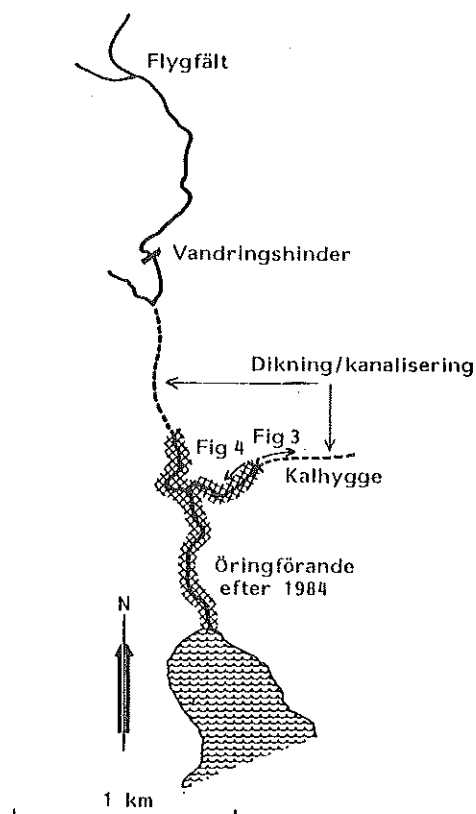 Flygfält
Vandringshinder
Dikning/kanalisering
Fig 4
Fig 3
Kalhygge
Öringförande
efter 1984
N
1 km